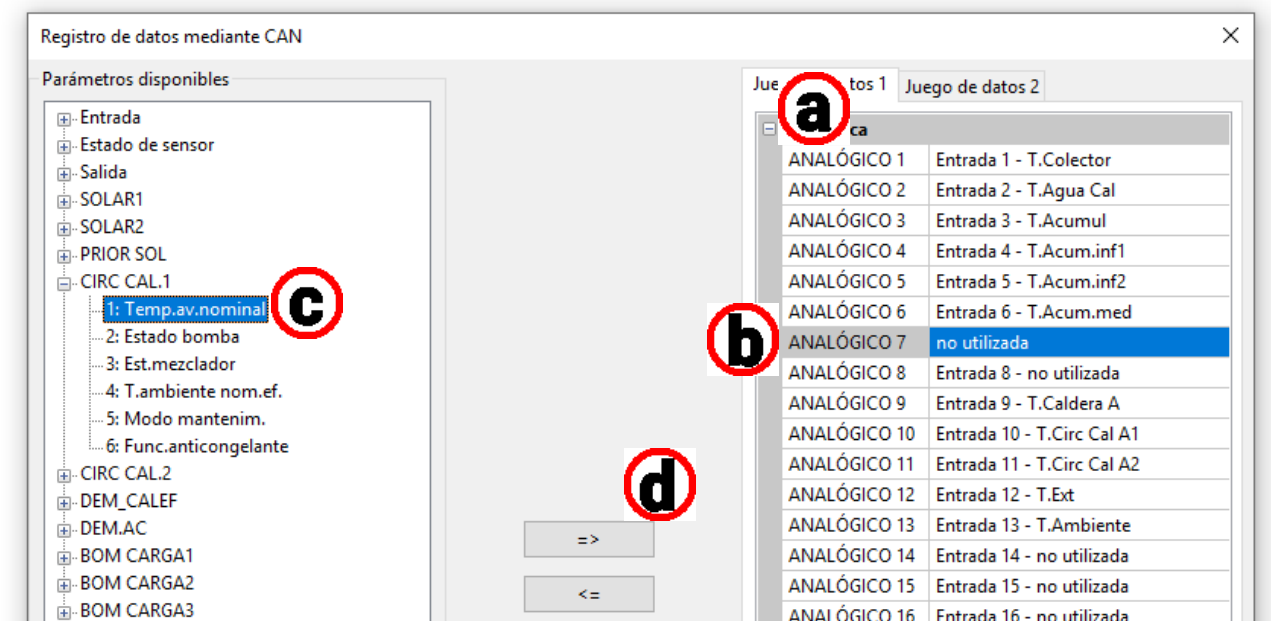 Registro de datos mediante CAN
Parámetros disponibles
Entrada
Estado de sensor
Salida
SOLAR1
SOLAR2
PRIOR SOL
CIRC CAL.1
1: Temp.av.nominal
2: Estado bomba
3: Est.mezclador
4: T.ambiente nom.ef.
5: Modo mantenim.
6: Func.anticongelante
CIRC CAL.2
DEM_CALEF
DEM.AC
BOM CARGA1
BOM CARGA2
BOM CARGA3
c
d
=>
<=
Jue tos 1 Juego de datos 2
a
ca
ANALÓGICO 1 Entrada 1 - T.Colector
ANALÓGICO 2 Entrada 2 - T.Agua Cal
ANALÓGICO 3 Entrada 3 - T.Acumul
ANALÓGICO 4 Entrada 4 - T.Acum.inf1
ANALÓGICO 5 Entrada 5 - T.Acum.inf2
ANALÓGICO 6 Entrada 6 - T.Acum.med
b
ANALÓGICO 7 no utilizada
ANALÓGICO 8 Entrada 8 - no utilizada
ANALÓGICO 9 Entrada 9 - T.Caldera A
ANALÓGICO 10 Entrada 10 - T.Circ Cal A1
ANALÓGICO 11 Entrada 11 - T.Circ Cal A2
ANALÓGICO 12 Entrada 12 - T.Ext
ANALÓGICO 13 Entrada 13 - T.Ambiente
ANALÓGICO 14 Entrada 14 - no utilizada
ANALÓGICO 15 Entrada 15 - no utilizada
ANALÓGICO 16 Entrada 16 - no utilizada